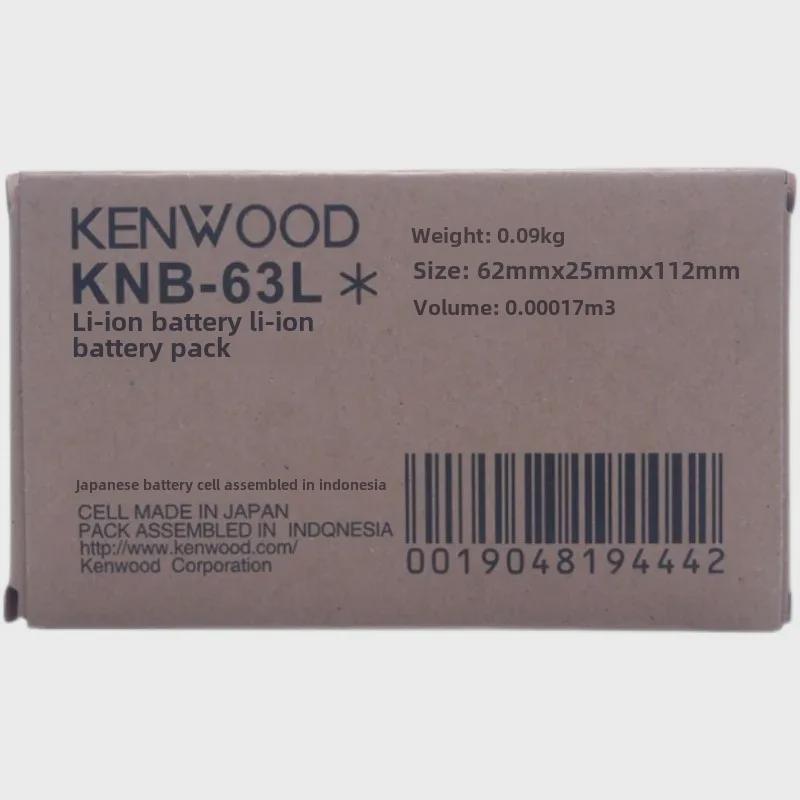 KENWOOD
KNB-63L *
Li-ion battery li-ion
battery pack
Weight: 0.09kg
Size: 62mmx25mmx112mm
Volume: 0.00017m3
Japanese battery cell assembled in indonesia
CELL MADE IN JAPAN
PACK ASSEMBLED IN INDQNESIA
http://www.kenwood.com/
Kenwood Corporation
0019048194442